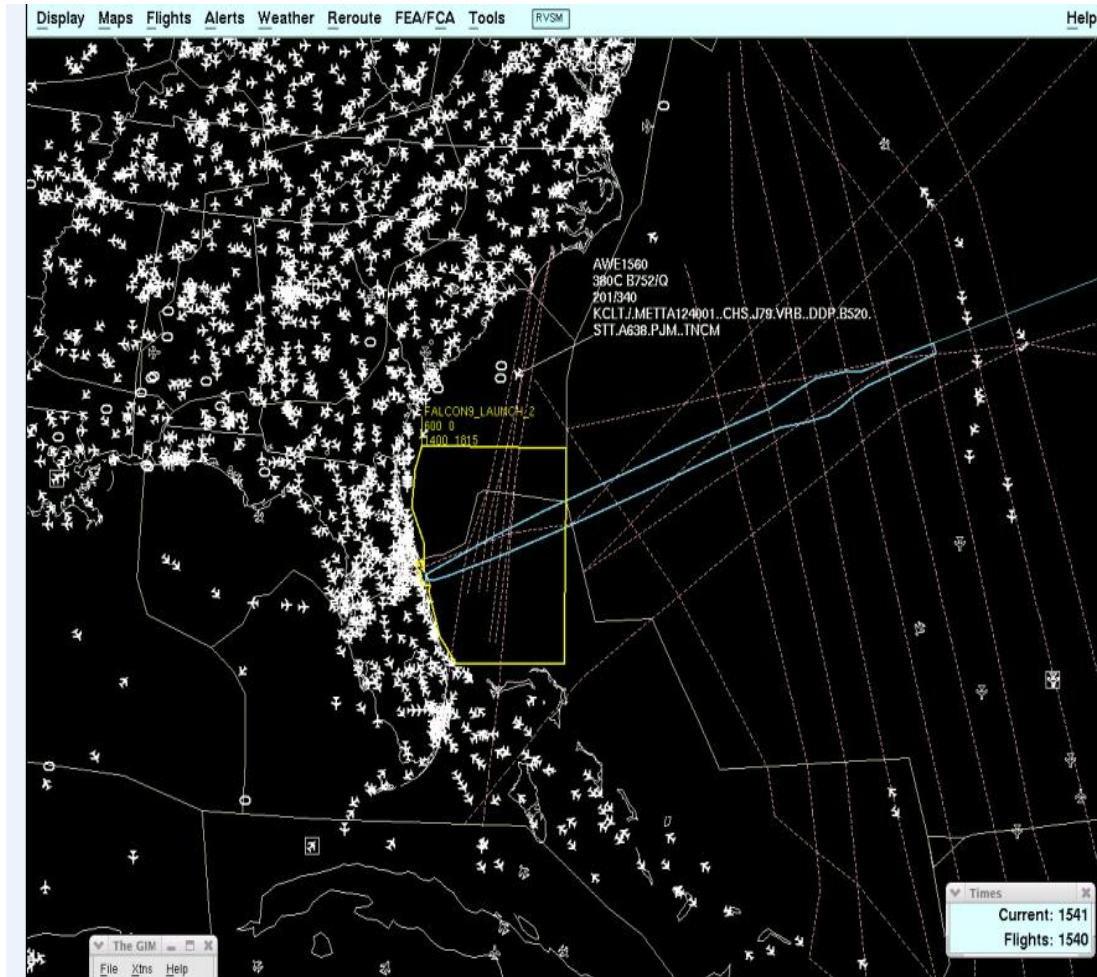 Display Maps Flights Alerts Weather Reroute FEA/FCA Tools RVSM Help
AWE1560
380C B752/Q
201/340
KCLT./.METTA124001..CHS.J79.VRB..DDP.B520.
STT.A638.PJM..TNCM
FALCON9_LAUNCH_2
600 0
1400 1815
Times
Current: 1541
Flights: 1540
The GIM
File Xtns Help